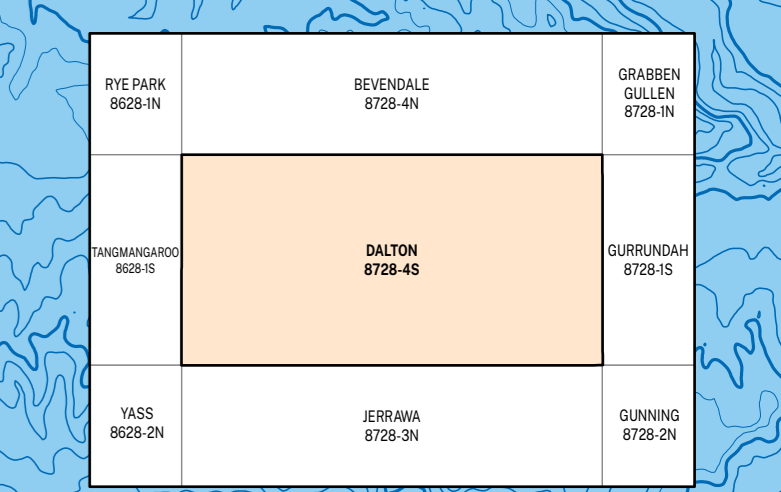 RYE PARK
8628-1N
BEVENDALE
8728-4N
GRABBEN
GULLEN
8728-1N
TANGMANGAROO
8628-1S
DALTON
8728-4S
GURRUNDAH
8728-1S
YASS
8628-2N
JERRAWA
8728-3N
GUNNING
8728-2N